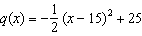 q(x) = −1/2 (x − 15)² + 25